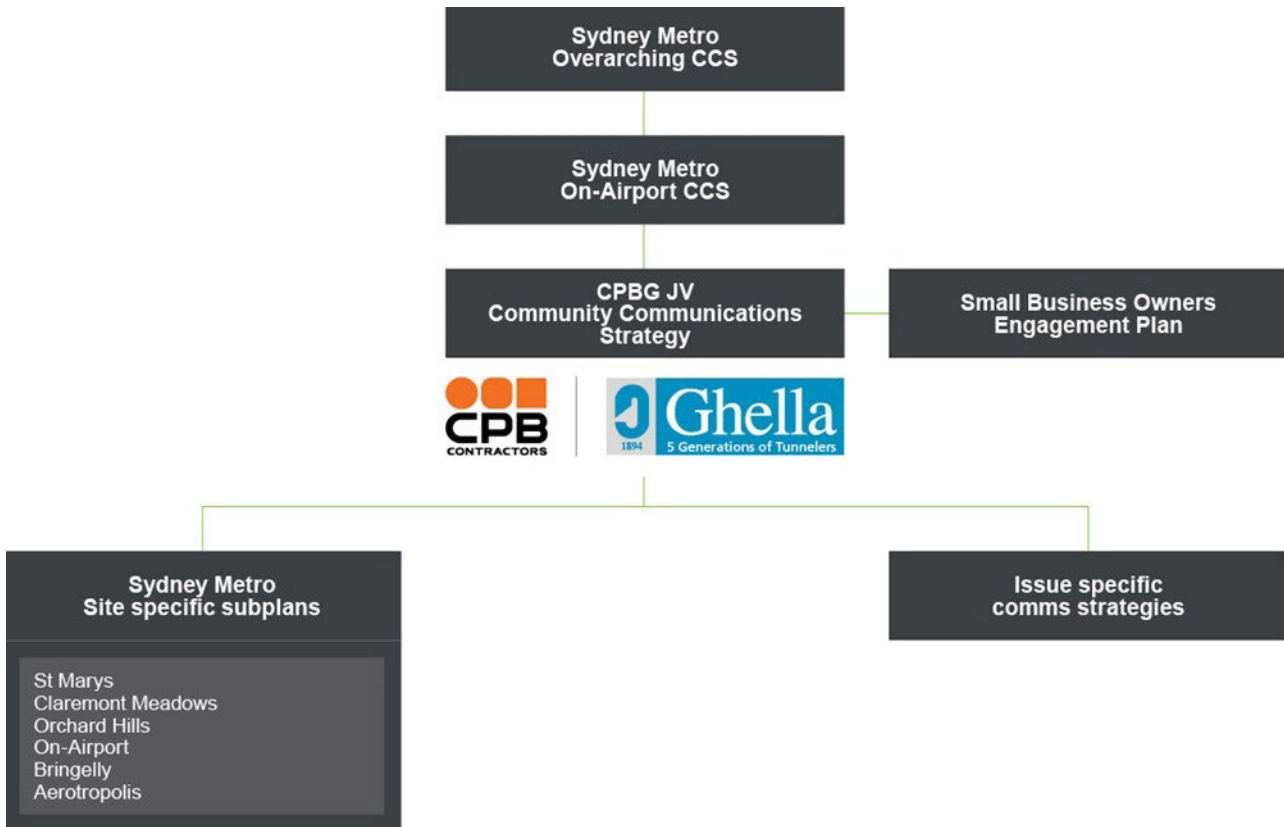 Sydney Metro
Overarching CCS
Sydney Metro
On-Airport CCS
CPBG JV
Community Communications
Strategy
Small Business Owners
Engagement Plan
CPB
CONTRACTORS
Ghella
1894
5 Generations of Tunnelers
Sydney Metro
Site specific subplans
St Marys
Claremont Meadows
Orchard Hills
On-Airport
Bringelly
Aerotropolis
Issue specific
comms strategies